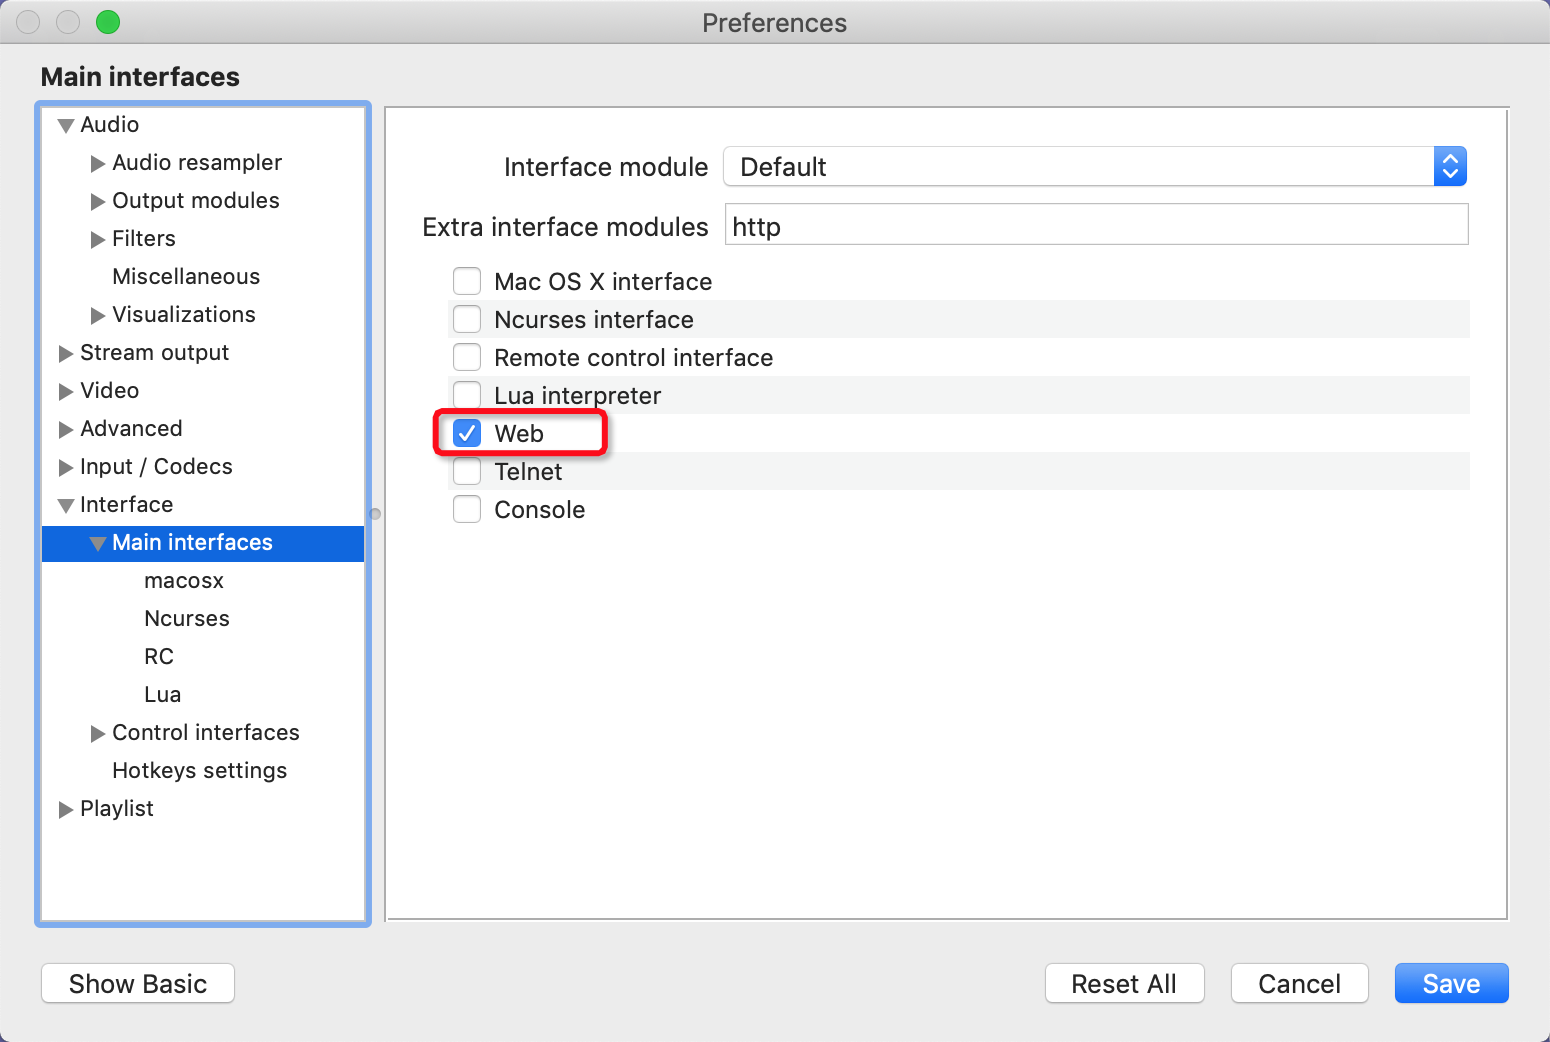 Preferences
Main interfaces
Audio
Audio resampler
Output modules
Filters
Miscellaneous
Visualizations
Stream output
Video
Advanced
Input / Codecs
Interface
Main interfaces
macosx
Ncurses
RC
Lua
Control interfaces
Hotkeys settings
Playlist
Interface module Default
Extra interface modules http
Mac OS X interface
Ncurses interface
Remote control interface
Lua interpreter
Web
Telnet
Console
Show Basic Reset All Cancel Save